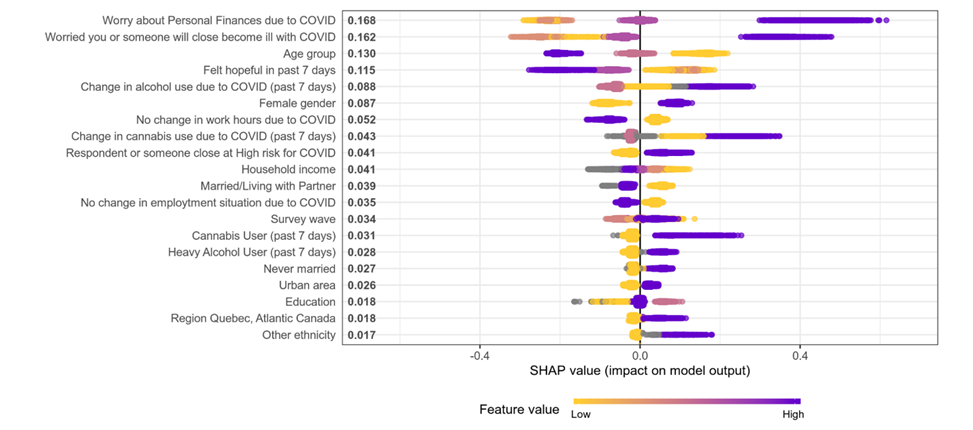 Worry about Personal Finances due to COVID 0.168
Worried you or someone will close become ill with COVID 0.162
Age group 0.130
Felt hopeful in past 7 days 0.115
Change in alcohol use due to COVID (past 7 days) 0.088
Female gender 0.087
No change in work hours due to COVID 0.052
Change in cannabis use due to COVID (past 7 days) 0.043
Respondent or someone close at High risk for COVID 0.041
Household income 0.041
Married/Living with Partner 0.039
No change in employtment situation due to COVID 0.035
Survey wave 0.034
Cannabis User (past 7 days) 0.031
Heavy Alcohol User (past 7 days) 0.028
Never married 0.027
Urban area 0.026
Education 0.018
Region Quebec, Atlantic Canada 0.018
Other ethnicity 0.017
-0.4 0.0 0.4
SHAP value (impact on model output)
Feature value
Low High